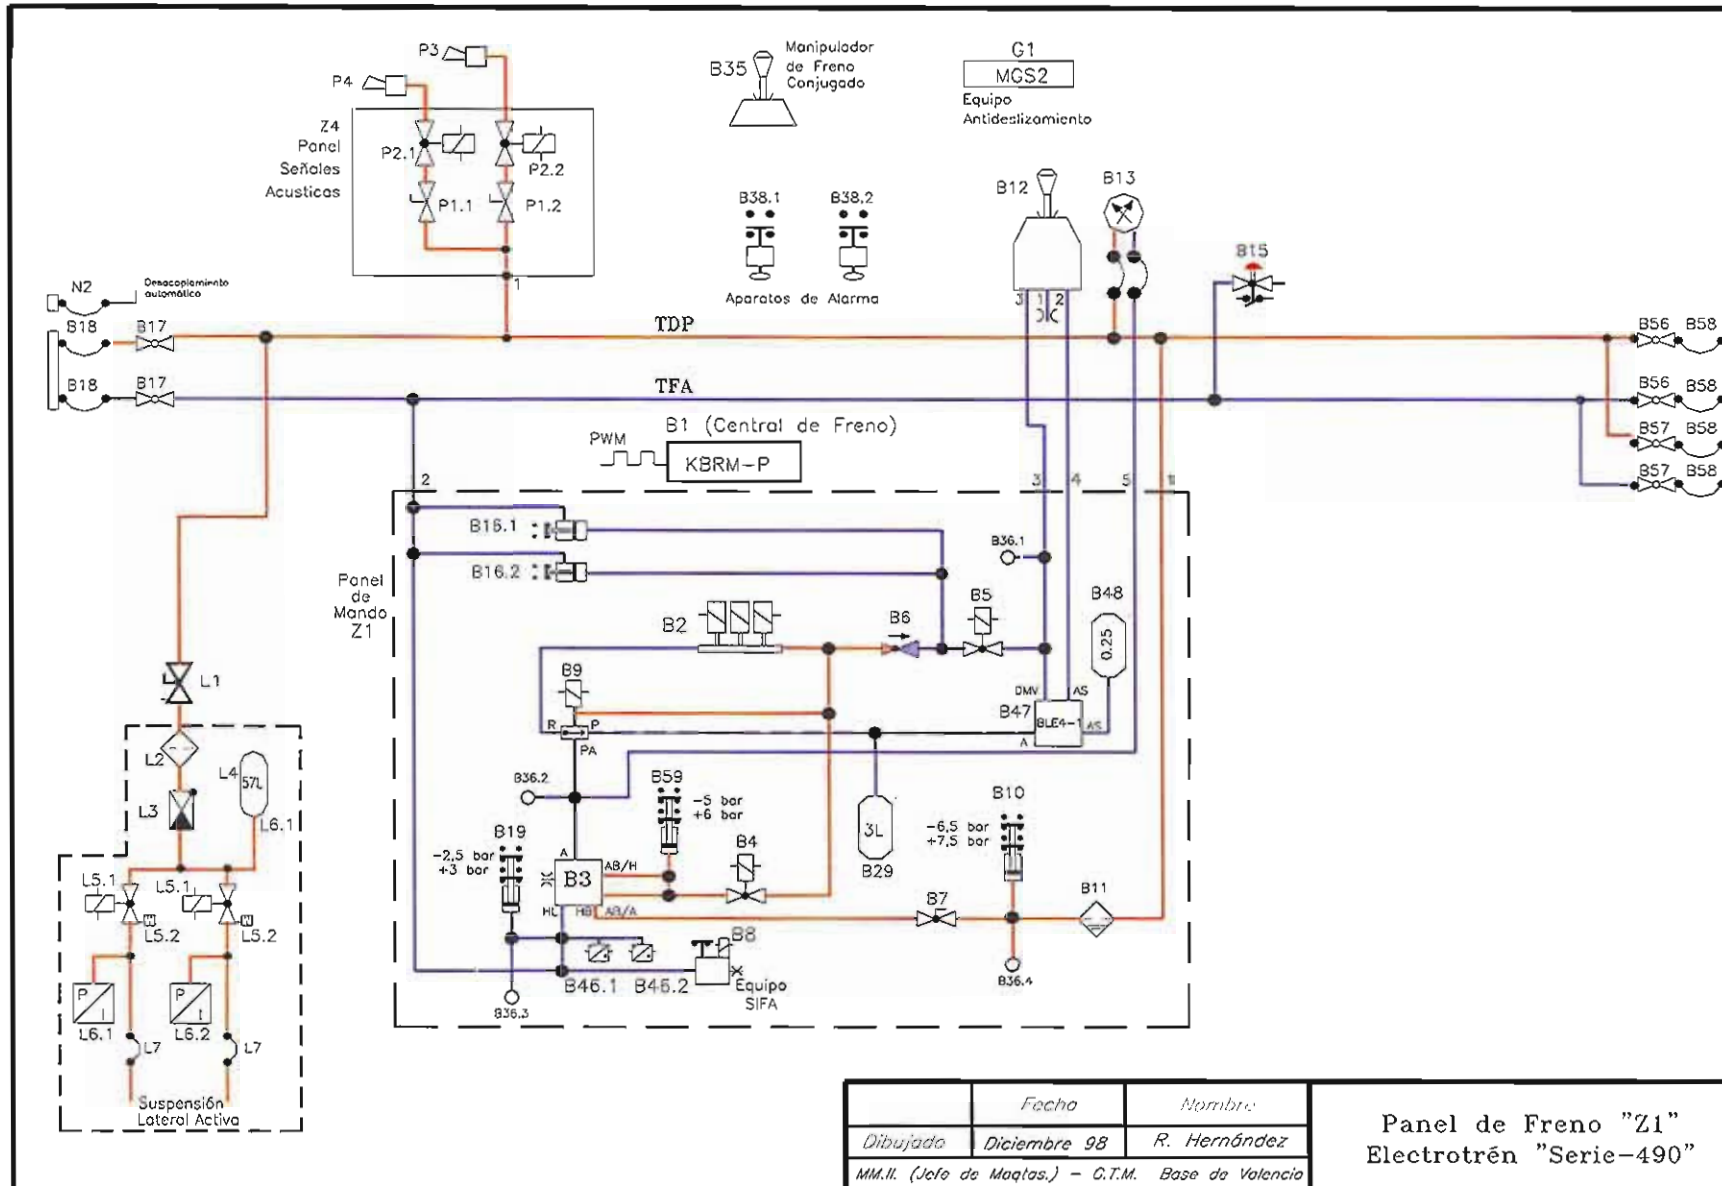 P3
P4
Z4
Panel
Señales
Acusticas
P2.1
P2.2
P1.1
P1.2
1
B35
Manipulador
de Freno
Conjugado
G1
MGS2
Equipo
Antideslizamiento
B38.1
B38.2
Aparatos de Alarma
B12
B13
3
1
2
B15
N2
Desacoplamiento
automático
B18
B17
TDP
B56
B58
B18
B17
TFA
B56
B58
B57
B58
B57
B58
B1 (Central de Freno)
PWM
KBRM-P
2
3
4
5
11
Panel
de
Mando
Z1
B16.1
B16.2
B36.1
B2
B6
B5
B48
0.25
B9
R
P
PA
DMV
AS
B47
BLE4-1
AS
A
B36.2
B59
-5 bar
+6 bar
B19
-2,5 bar
+3 bar
A
AB/H
B3
HL
HB
AB/A
B4
3L
B29
B10
-6,5 bar
+7,5 bar
B7
B11
B36.4
B8
B46.1
B46.2
Equipo
SIFA
B36.3
L1
L2
L3
L4
57L
L6.1
L5.1
L5.1
L5.2
L5.2
P
I
P
t
L6.1
L6.2
L7
L7
Suspensión
Lateral Activa
Fecha
Nombre
Dibujado
Diciembre 98
R. Hernández
MM.II. (Jefe de Maqtas.) - G.T.M. Base de Valencia
Panel de Freno "Z1"
Electrotrén "Serie-490"